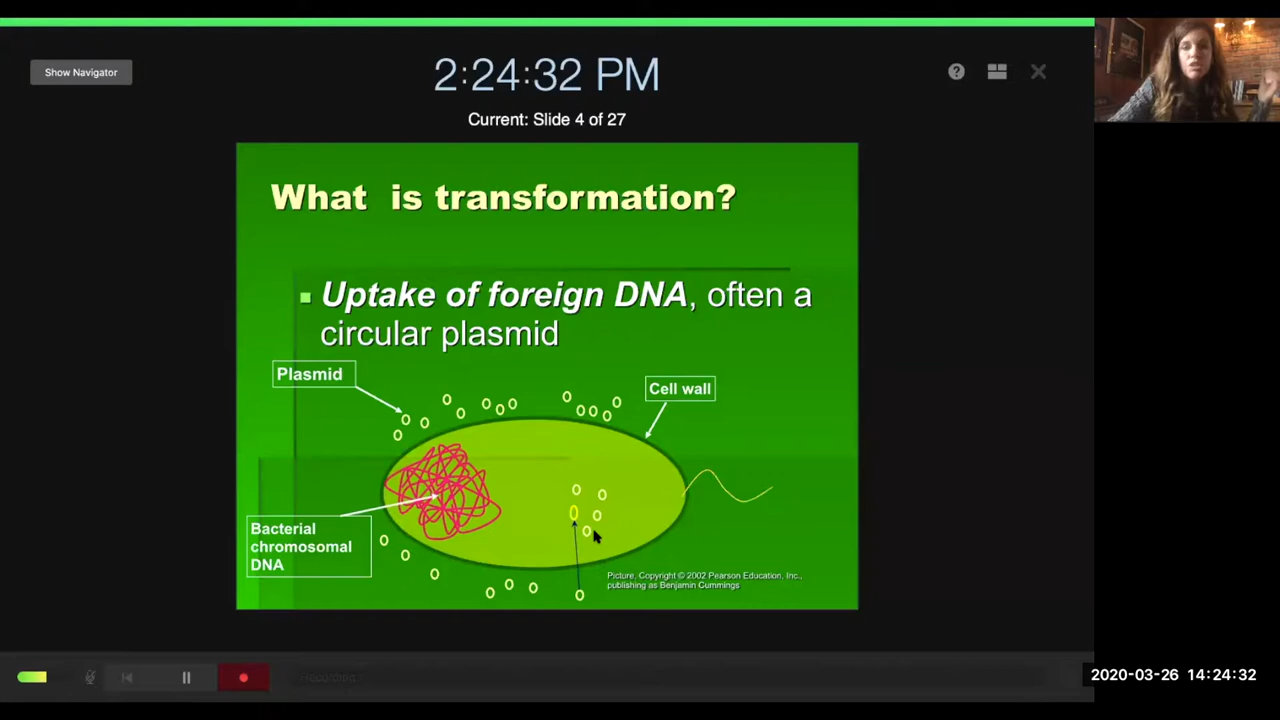 Show Navigator
2:24:32 PM
Current: Slide 4 of 27
What is transformation?
Uptake of foreign DNA, often a
circular plasmid
Plasmid
Cell wall
Bacterial
chromosomal
DNA
Picture, Copyright © 2002 Pearson Education, Inc.,
publishing as Benjamin Cummings
Recording
2020-03-26 14:24:32